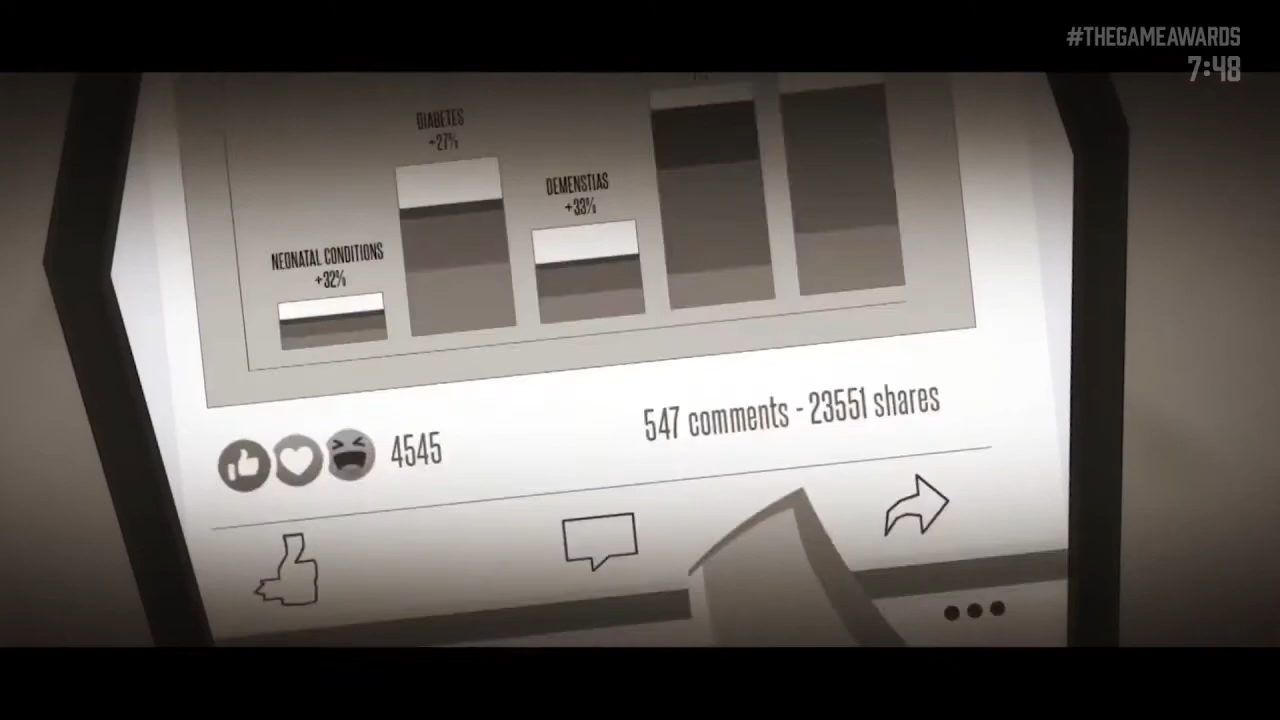 #THEGAMEAWARDS
7:48
DIABETES
+27%
DEMENSTIAS
+33%
NEONATAL CONDITIONS
+32%
547 comments - 23551 shares
4545